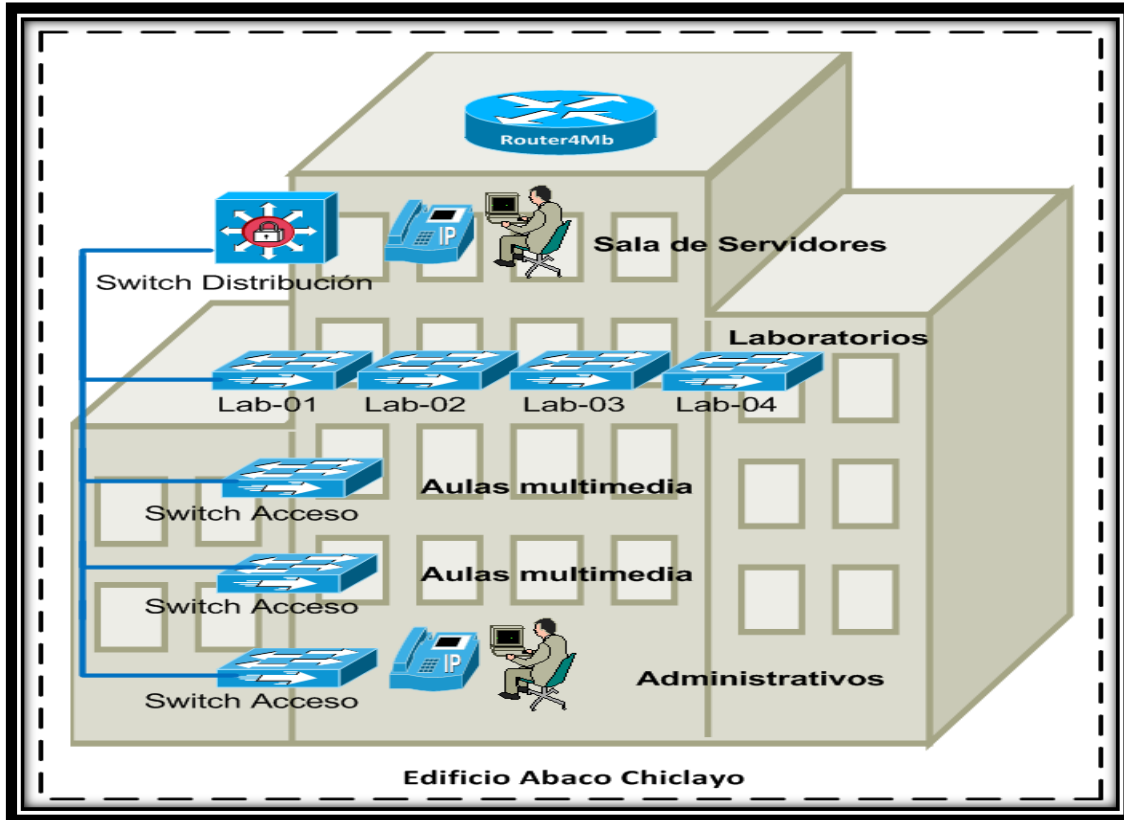 Router4Mb
IP
Sala de Servidores
Switch Distribución
Laboratorios
Lab-01
Lab-02
Lab-03
Lab-04
Aulas multimedia
Switch Acceso
Aulas multimedia
Switch Acceso
IP
Administrativos
Switch Acceso
Edificio Abaco Chiclayo